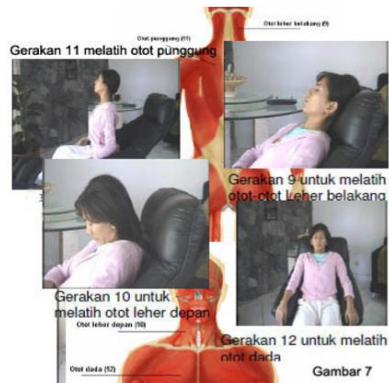 Otot leher belakang (9)
Otot punggung (11)
Gerakan 11 melatih otot punggung
Gerakan 9 untuk melatih
otot-otot Leher belakang
Gerakan 10 untuk
melatih otot leher depan
Otot leher depan (10)
Gerakan 12 untuk melatih
otot dada
Otot dada (12)
Gambar 7